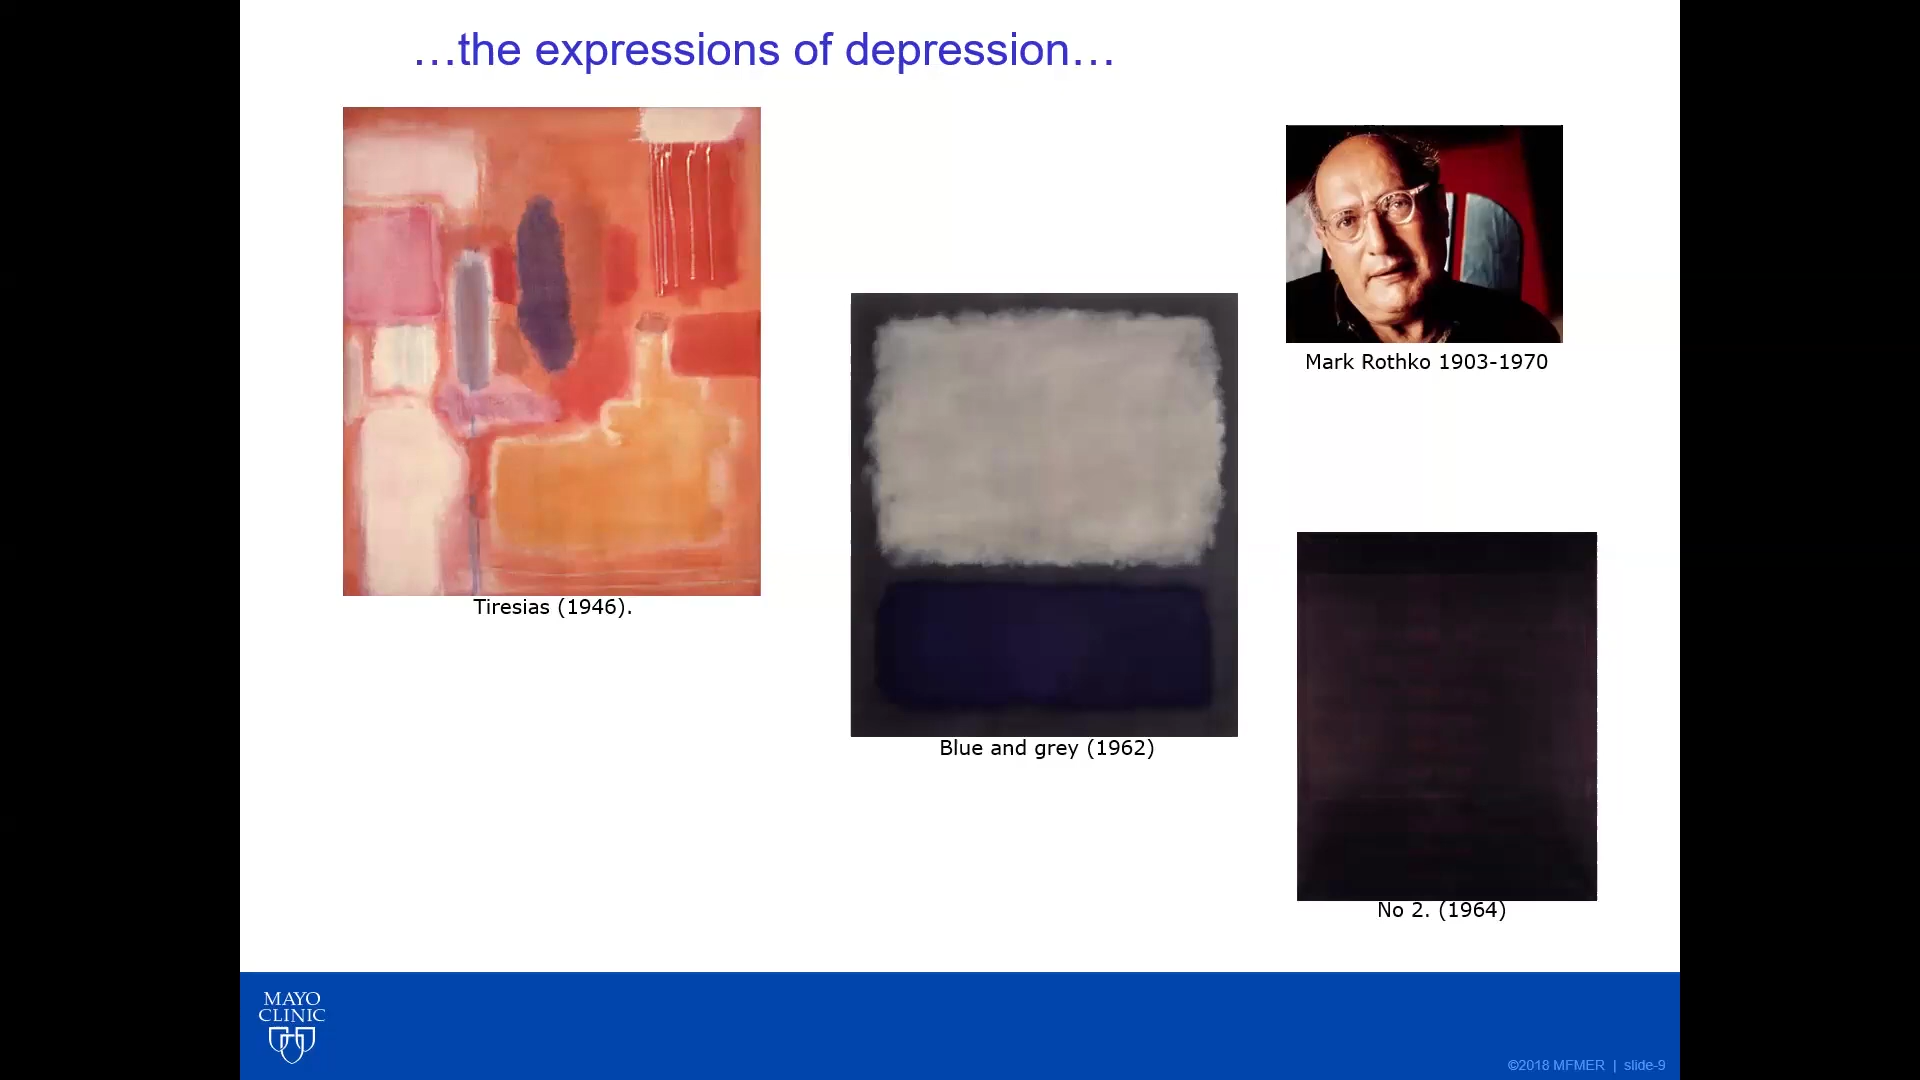 …the expressions of depression…
Mark Rothko 1903-1970
Tiresias (1946).
Blue and grey (1962)
No 2. (1964)
MAYO
CLINIC
©2018 MFMER | slide-9